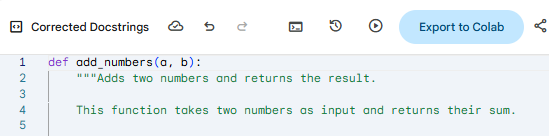 Corrected Docstrings
Export to Colab
1 def add_numbers(a, b):
2 """Adds two numbers and returns the result.
3
4 This function takes two numbers as input and returns their sum.
5